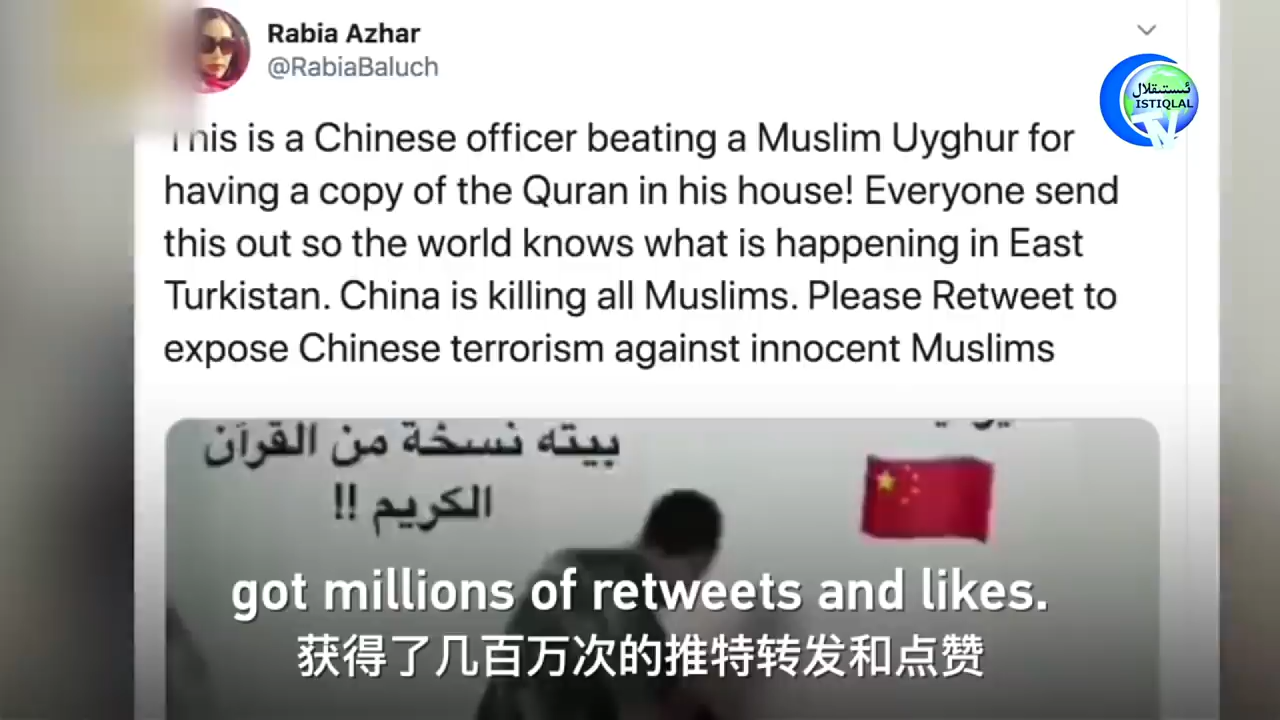 Rabia Azhar
@RabiaBaluch
ئىستىقلال
ISTIQLAL
TV
This is a Chinese officer beating a Muslim Uyghur for
having a copy of the Quran in his house! Everyone send
this out so the world knows what is happening in East
Turkistan. China is killing all Muslims. Please Retweet to
expose Chinese terrorism against innocent Muslims
بيته نسخة من القرآن
الكريم !!
got millions of retweets and likes.
获得了几百万次的推特转发和点赞